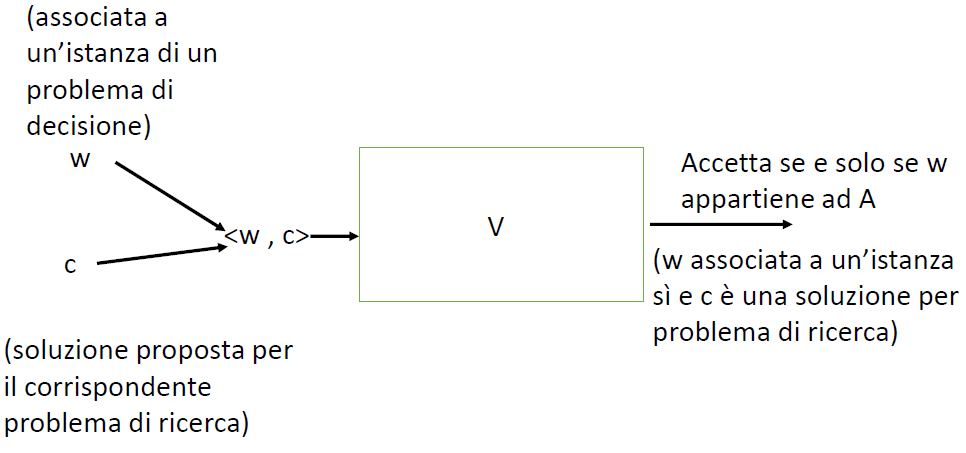 (associata a
un'istanza di un
problema di
decisione)
w
c
<w , c>
(soluzione proposta per
il corrispondente
problema di ricerca)
V
Accetta se e solo se w
appartiene ad A
(w associata a un'istanza
sì e c è una soluzione per
problema di ricerca)